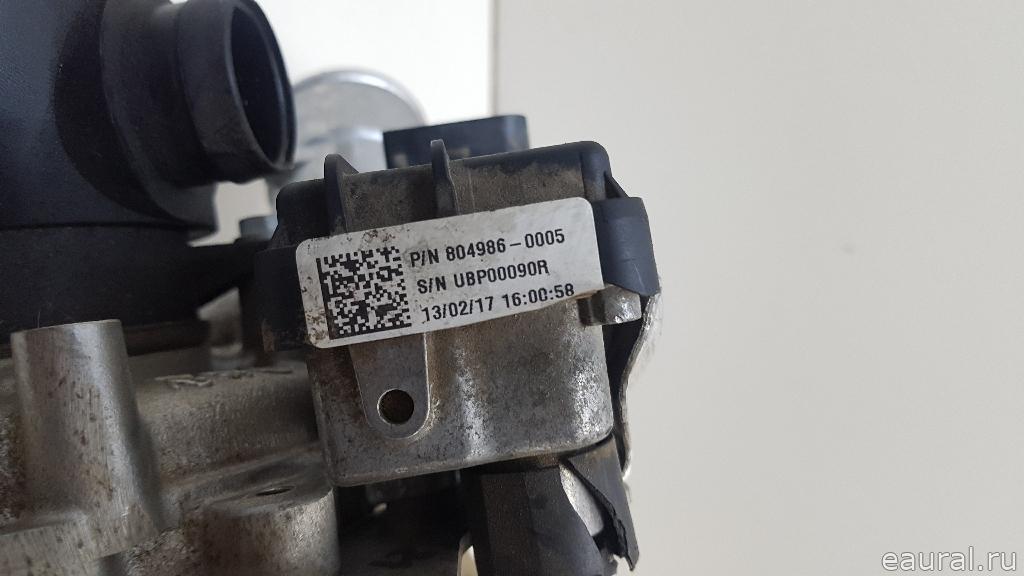 P/N 804986-0005
S/N UBP00090R
13/02/17 16:00:58
eaural.ru